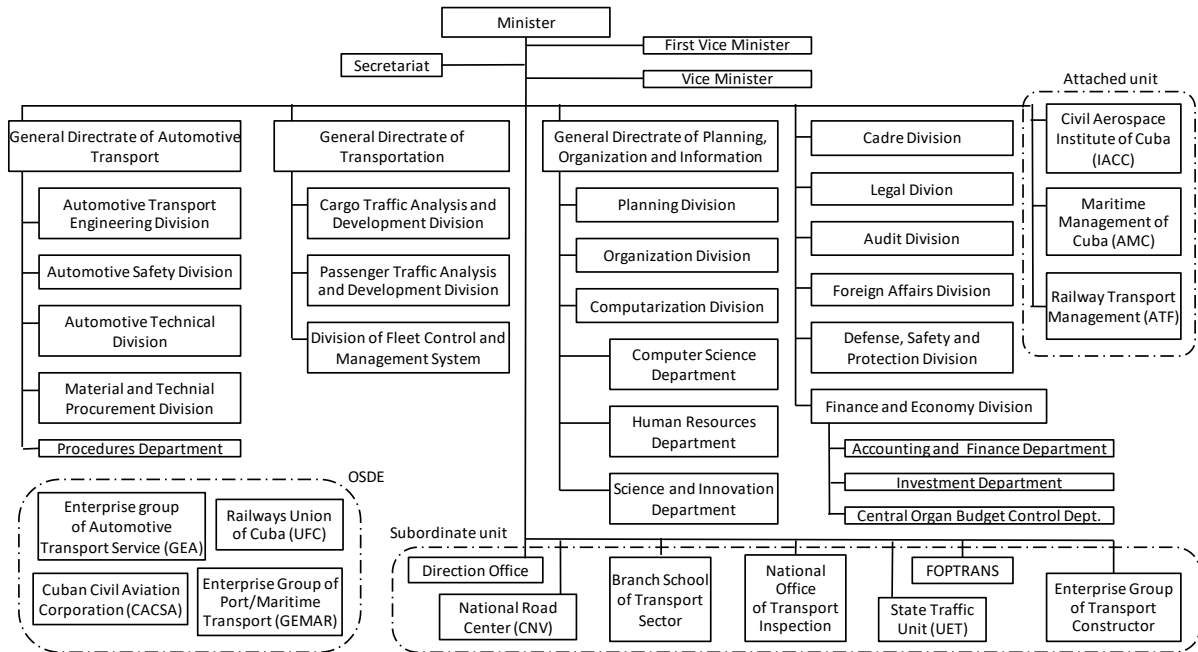 Minister
First Vice Minister
Secretariat
Vice Minister
Attached unit
General Directrate of Automotive
Transport
Automotive Transport
Engineering Division
Automotive Safety Division
Automotive Technical
Division
Material and Technial
Procurement Division
Procedures Department
General Directrate of
Transportation
Cargo Traffic Analysis and
Development Division
Passenger Traffic Analysis
and Development Division
Division of Fleet Control and
Management System
General Directrate of Planning,
Organization and Information
Planning Division
Organization Division
Computarization Division
Computer Science
Department
Human Resources
Department
Science and Innovation
Department
Cadre Division
Legal Divion
Audit Division
Foreign Affairs Division
Defense, Safety and
Protection Division
Finance and Economy Division
Accounting and Finance Department
Investment Department
Central Organ Budget Control Dept.
Civil Aerospace
Institute of Cuba
(IACC)
Maritime
Management of
Cuba (AMC)
Railway Transport
Management (ATF)
OSDE
Enterprise group
of Automotive
Transport Service (GEA)
Railways Union
of Cuba (UFC)
Cuban Civil Aviation
Corporation (CACSA)
Enterprise Group of
Port/Maritime
Transport (GEMAR)
Subordinate unit
Direction Office
National Road
Center (CNV)
Branch School
of Transport
Sector
National
Office
of Transport
Inspection
State Traffic
Unit (UET)
FOPTRANS
Enterprise Group
of Transport
Constructor